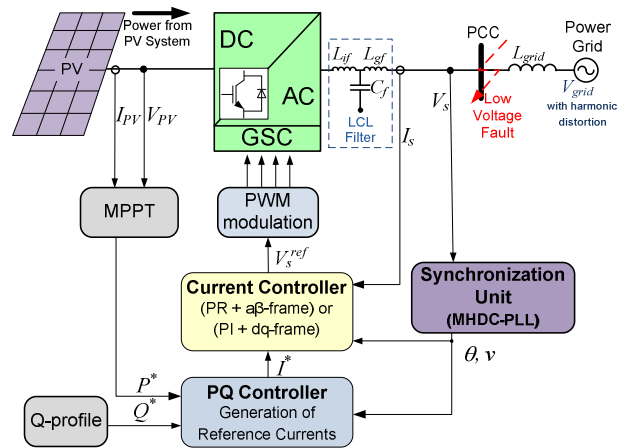 Power from
PV System
PV
I_PV
V_PV
DC
AC
GSC
L_if
L_gf
C_f
LCL
Filter
I_s
V_s
PCC
Low
Voltage
Fault
L_grid
Power
Grid
V_grid
with harmonic
distortion
MPPT
PWM
modulation
V_s^ref
Current Controller
(PR + aβ-frame) or
(PI + dq-frame)
Synchronization
Unit
(MHDC-PLL)
θ, v
I*
P*
Q*
Q-profile
PQ Controller
Generation of
Reference Currents